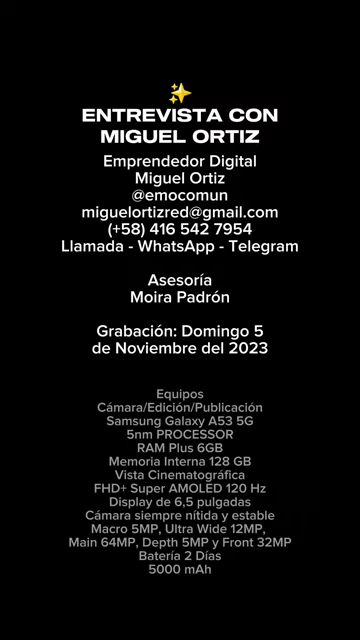 ENTREVISTA CON
MIGUEL ORTIZ
Emprendedor Digital
Miguel Ortiz
@emocomun
miguelortizred@gmail.com
(+58) 416 542 7954
Llamada - WhatsApp - Telegram
Asesoría
Moira Padrón
Grabación: Domingo 5
de Noviembre del 2023
Equipos
Cámara/Edición/Publicación
Samsung Galaxy A53 5G
5nm PROCESSOR
RAM Plus 6GB
Memoria Interna 128 GB
Vista Cinematográfica
FHD+ Super AMOLED 120 Hz
Display de 6,5 pulgadas
Cámara siempre nítida y estable
Macro 5MP, Ultra Wide 12MP,
Main 64MP, Depth 5MP y Front 32MP
Batería 2 Días
5000 mAh